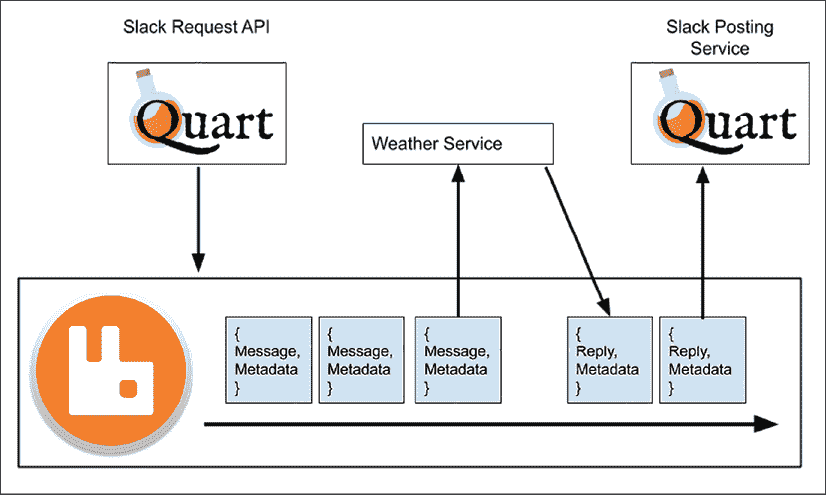 Slack Request API
Quart
Slack Posting
Service
Quart
Weather Service
{
Message,
Metadata
}
{
Message,
Metadata
}
{
Message,
Metadata
}
{
Reply,
Metadata
}
{
Reply,
Metadata
}